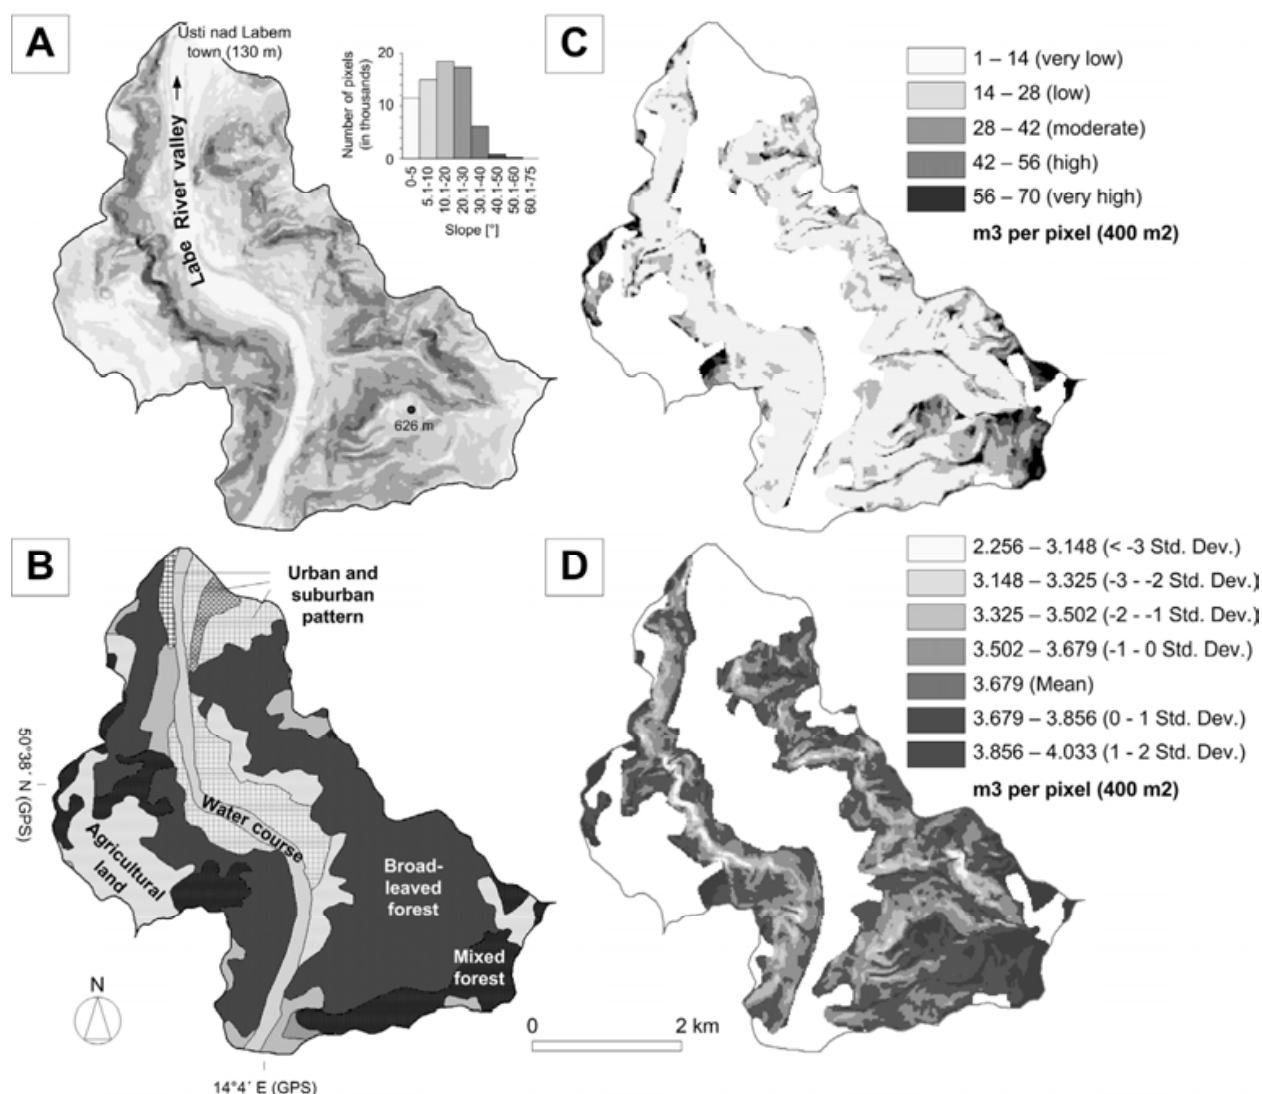 A
Ústi nad Labem
town (130 m)
Labe River valley
Number of pixels
(in thousands)
20
10
0
0-5
5.1-10
10.1-20
20.1-30
30.1-40
40.1-50
50.1-60
60.1-75
Slope [°]
626 m
C
1 – 14 (very low)
14 – 28 (low)
28 – 42 (moderate)
42 – 56 (high)
56 – 70 (very high)
m3 per pixel (400 m2)
B
Urban and
suburban
pattern
Water course
Agricultural
land
Broad-
leaved
forest
Mixed
forest
50°38´ N (GPS)
N
14°4´ E (GPS)
0
2 km
D
2.256 – 3.148 (< -3 Std. Dev.)
3.148 – 3.325 (-3 - -2 Std. Dev.)
3.325 – 3.502 (-2 - -1 Std. Dev.)
3.502 – 3.679 (-1 - 0 Std. Dev.)
3.679 (Mean)
3.679 – 3.856 (0 - 1 Std. Dev.)
3.856 – 4.033 (1 - 2 Std. Dev.)
m3 per pixel (400 m2)